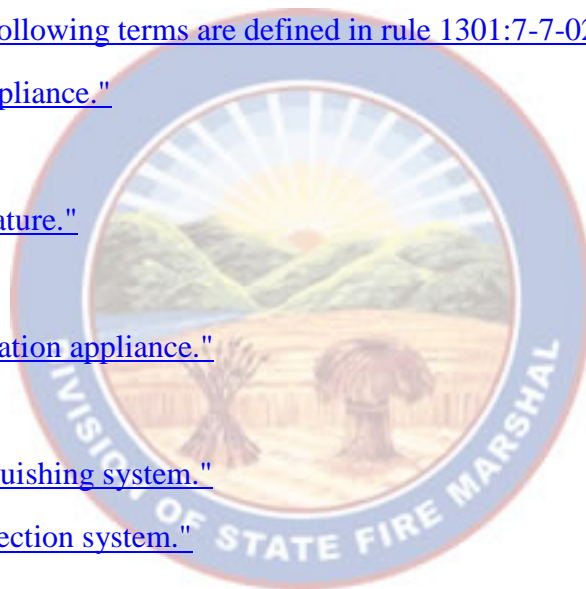 ollowing terms are defined in rule 1301:7-7-02
pliance."
ature."
ation appliance."
uishing system."
ection system."
DIVISION OF STATE FIRE MARSHAL